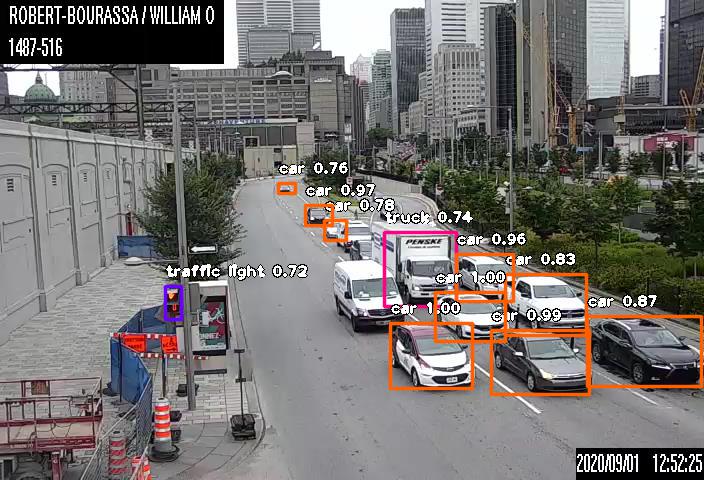 ROBERT-BOURASSA / WILLIAM O
1487-516
car 0.76
car 0.97
car 0.78
truck 0.74
PENSKE
car 0.96
car 0.83
traffic light 0.72
car 1.00
car 0.87
car 1.00
car 0.99
2020/09/01 12:52:25